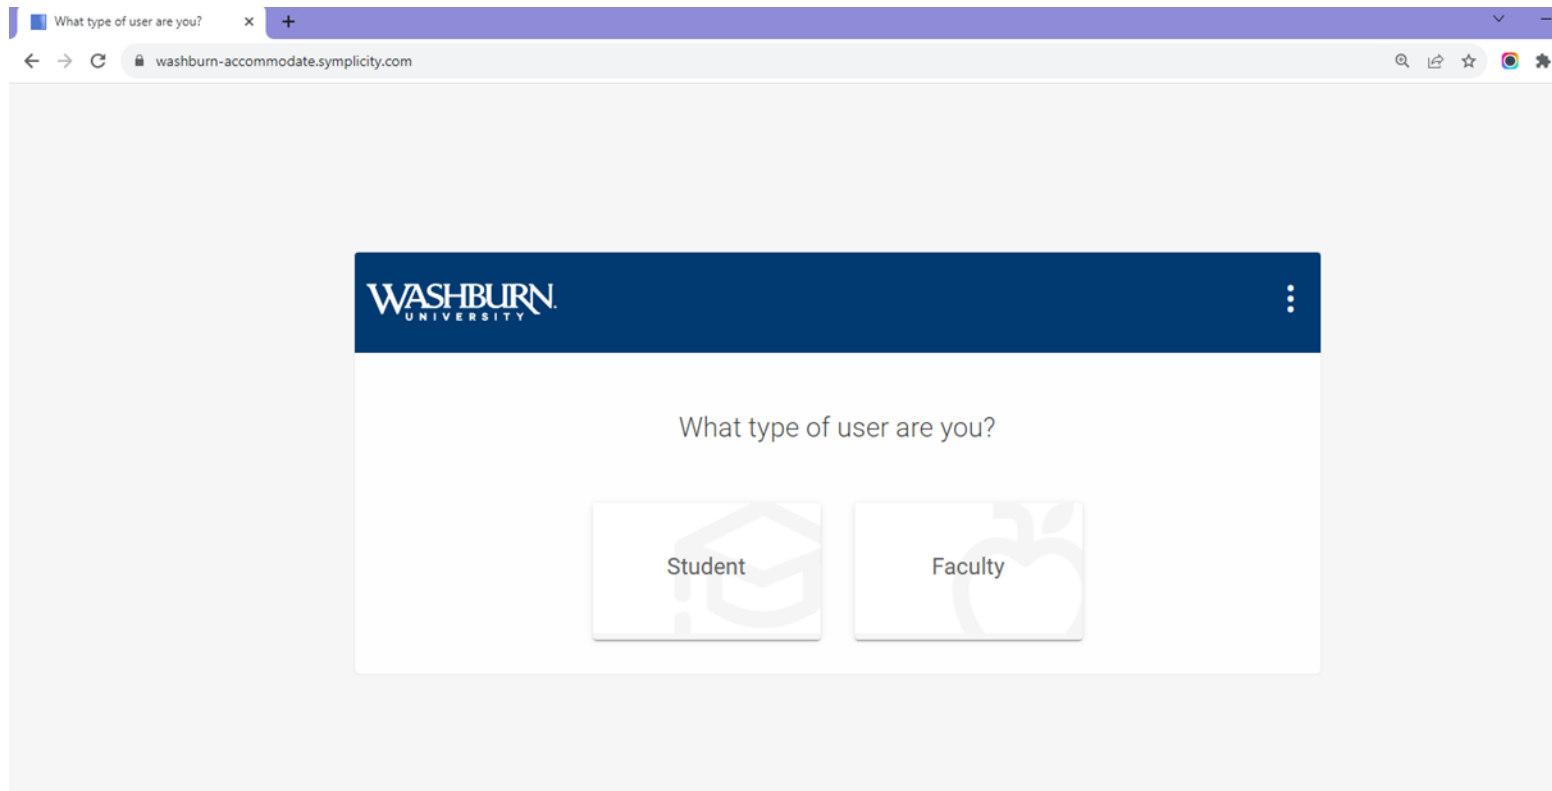 What type of user are you?
washburn-accommodate.symplicity.com
WASHBURN.
UNIVERSITY
What type of user are you?
Student Faculty